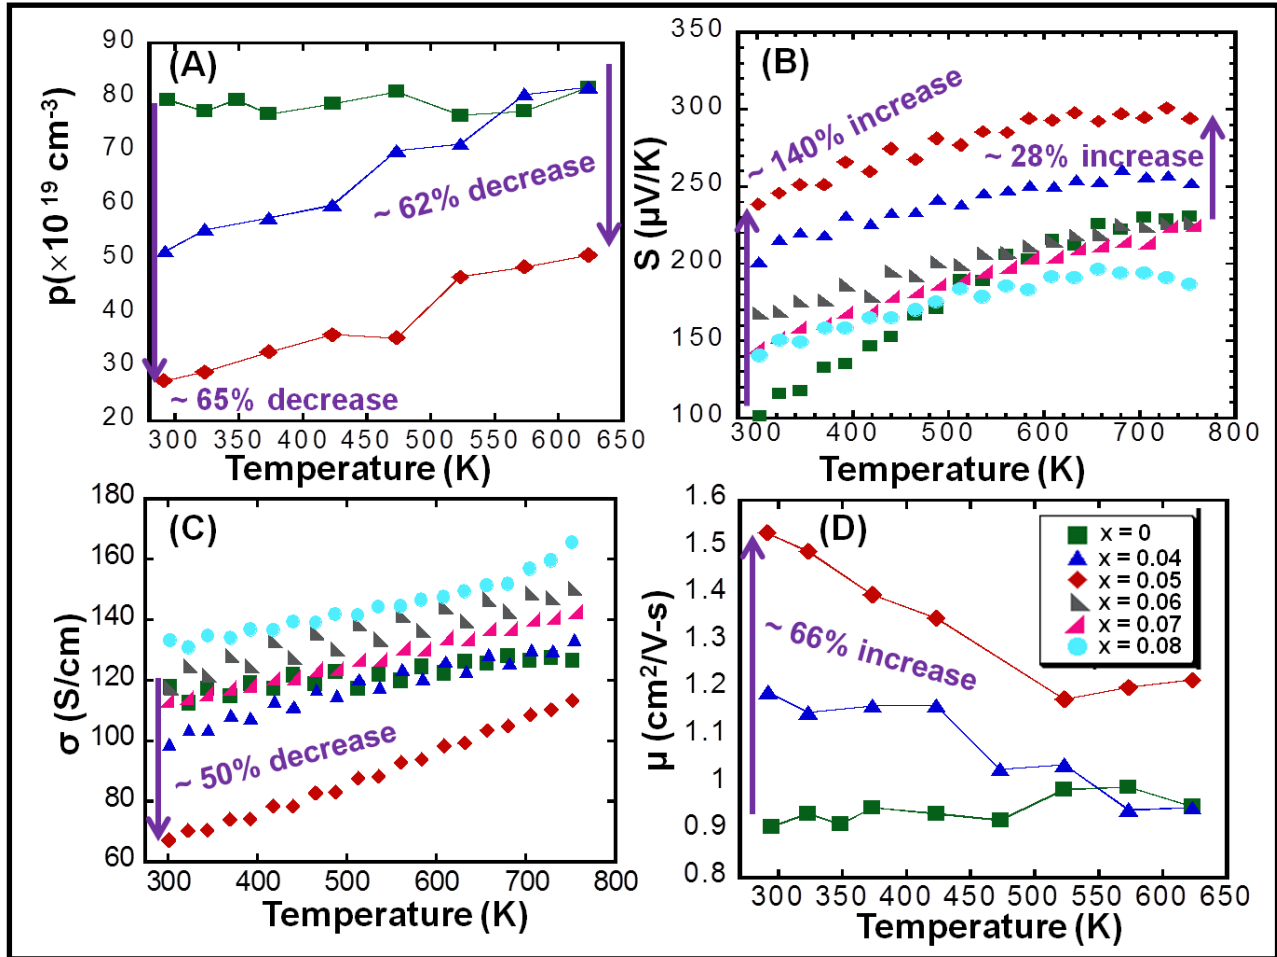 (A)
p(×10 19 cm-3)
90
80
70
60
50
40
30
20
~ 62% decrease
~ 65% decrease
300 350 400 450 500 550 600 650
Temperature (K)
(B)
S (µV/K)
350
300
250
200
150
100
~ 140% increase
~ 28% increase
300 400 500 600 700 800
Temperature (K)
(C)
σ (S/cm)
180
160
140
120
100
80
60
~ 50% decrease
300 400 500 600 700 800
Temperature (K)
(D)
µ (cm2/V-s)
1.6
1.5
1.4
1.3
1.2
1.1
1
0.9
0.8
~ 66% increase
x = 0
x = 0.04
x = 0.05
x = 0.06
x = 0.07
x = 0.08
300 350 400 450 500 550 600 650
Temperature (K)